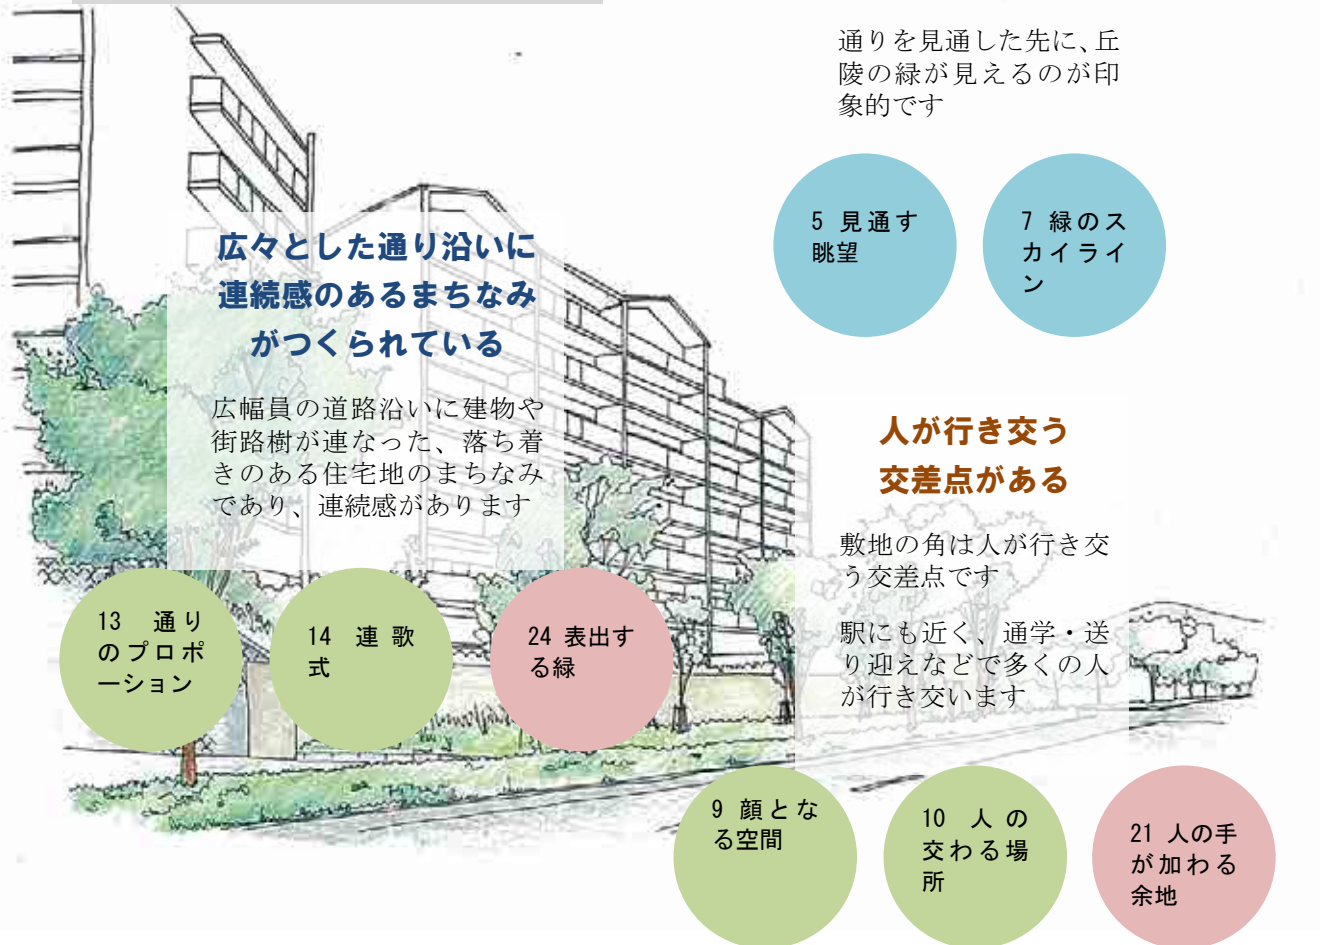 通りを見通した先に、丘
陵の緑が見えるのが印
象的です
5 見通す
眺望
7 緑のス
カイライ
ン
広々とした通り沿いに
連続感のあるまちなみ
がつくられている
広幅員の道路沿いに建物や
街路樹が連なった、落ち着
きのある住宅地のまちなみ
であり、連続感があります
13 通り
のプロポ
ーション
14 連歌
式
24 表出す
る緑
人が行き交う
交差点がある
敷地の角は人が行き交
う交差点です
駅にも近く、通学・送
り迎えなどで多くの人
が行き交います
9 顔とな
る空間
10 人の
交わる場
所
21 人の手
が加わる
余地